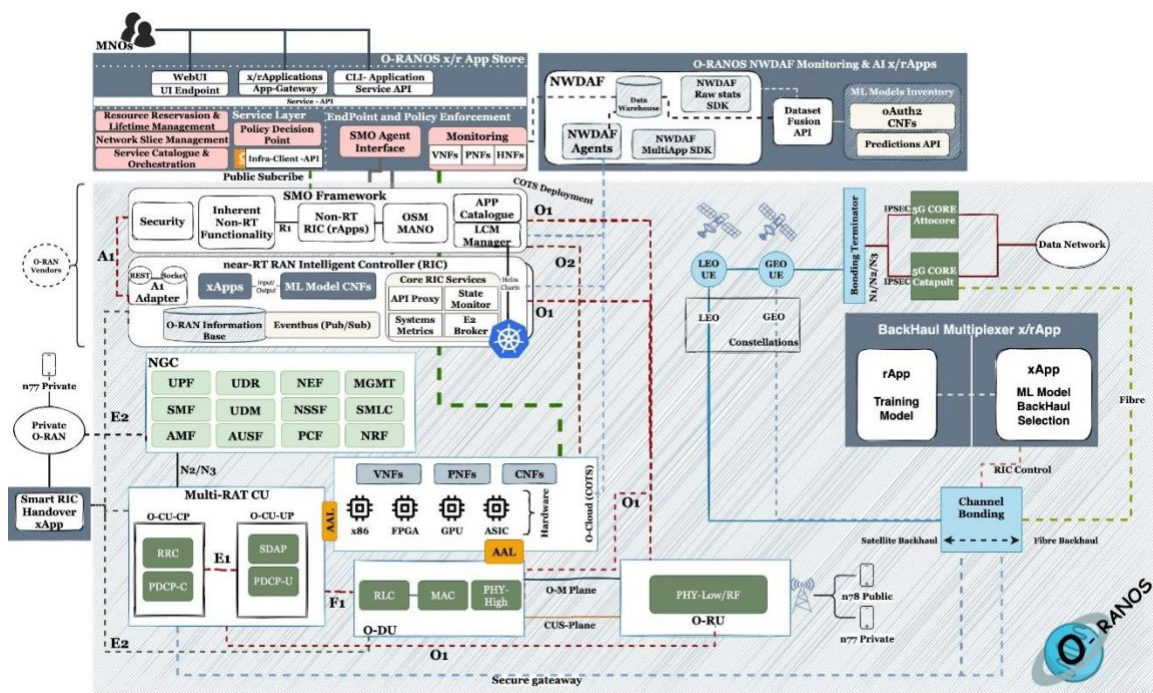 MNOs
O-RANOS x/r App Store
WebUI
UI Endpoint
x/rApplications
App-Gateway
CLI- Application
Service API
Service - API
Resource Reservasion &
Lifetime Management
Network Slice Management
Service Catalogue &
Orchestration
Service Layer
Policy Decision
Point
Infra-Client -API
EndPoint and Policy Enforcement
SMO Agent
Interface
Monitoring
VNFs
PNFs
HNFs
Public Subcribe
O-RANOS NWDAF Monitoring & AI x/rApps
NWDAF
Data
Warehouse
NWDAF
Raw stats
SDK
NWDAF
Agents
NWDAF
MultiApp SDK
Dataset
Fusion
API
ML Models Inventory
oAuth2
CNFs
Predictions API
COTS Deployment
O-RAN
Vendors
A1
SMO Framework
Security
Inherent
Non-RT
Functionality
R1
Non-RT
RIC (rApps)
OSM
MANO
APP
Catalogue
LCM
Manager
O1
O2
near-RT RAN Intelligent Controller (RIC)
REST
Socket
A1
Adapter
xApps
Input/
Output
ML Model CNFs
Core RIC Services
API Proxy
State
Monitor
Systems
Metrics
E2
Broker
Helm
Charts
O1
O-RAN Information
Base
Eventbus (Pub/Sub)
n77 Private
Private
O-RAN
Smart RIC
Handover
xApp
E2
NGC
UPF
UDR
NEF
MGMT
SMF
UDM
NSSF
SMLC
AMF
AUSF
PCF
NRF
N2/N3
Multi-RAT CU
O-CU-CP
RRC
PDCP-C
E1
O-CU-UP
SDAP
PDCP-U
AAL
VNFs
PNFs
CNFs
x86
FPGA
GPU
ASIC
Hardware
O-Cloud (COTS)
AAL
O1
F1
RLC
MAC
PHY-
High
O-DU
O-M Plane
CUS-Plane
PHY-Low/RF
O-RU
n78 Public
n77 Private
E2
O1
Secure gateaway
LEO
UE
GEO
UE
LEO
GEO
Constellations
Bonding Terminator
N1/N2/N3
IPSEC
5G CORE
Attocore
IPSEC
5G CORE
Catapult
Data Network
BackHaul Multiplexer x/rApp
rApp
Training
Model
xApp
ML Model
BackHaul
Selection
Fibre
RIC Control
Channel
Bonding
Satellite Backhaul
Fibre Backhaul
O-RANOS